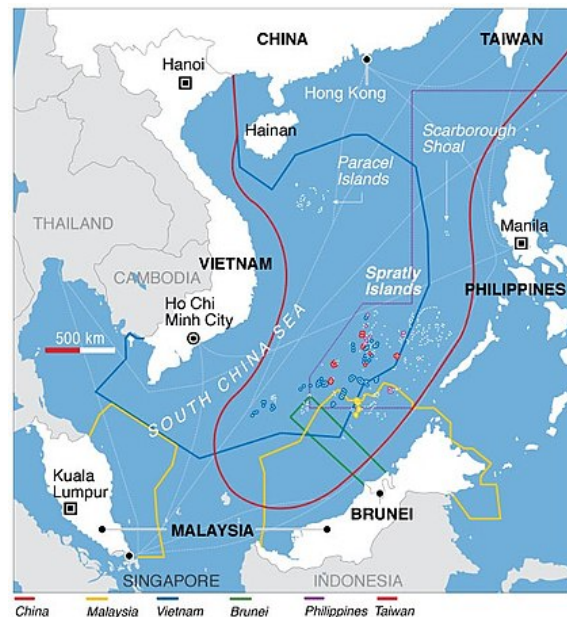 CHINA
TAIWAN
Hanoi
Hong Kong
Hainan
Scarborough
Shoal
Paracel
Islands
THAILAND
Manila
VIETNAM
CAMBODIA
Spratly
Islands
PHILIPPINES
Ho Chi
Minh City
500 km
SOUTH CHINA SEA
Kuala
Lumpur
BRUNEI
MALAYSIA
SINGAPORE
INDONESIA
China
Malaysia
Vietnam
Brunei
Philippines
Taiwan